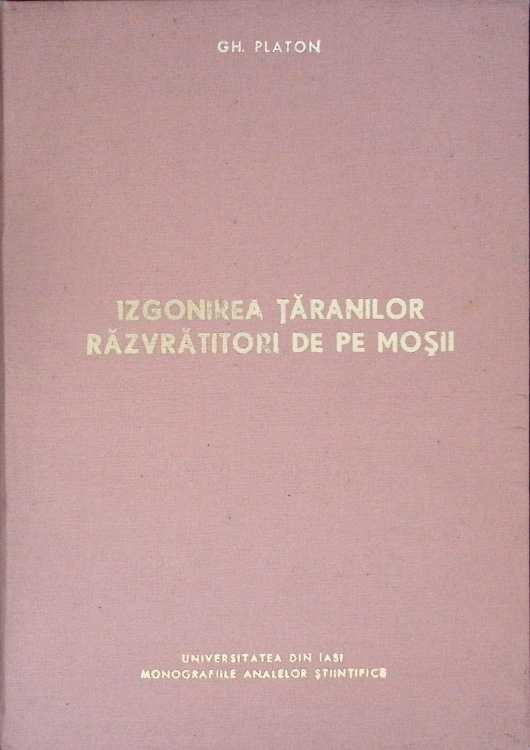 GH. PLATON
IZGONIREA ȚĂRANILOR
RĂZVRĂTITORI DE PE MOȘII
UNIVERSITATEA DIN IAȘI
MONOGRAFIILE ANALELOR ȘTIINȚIFICE